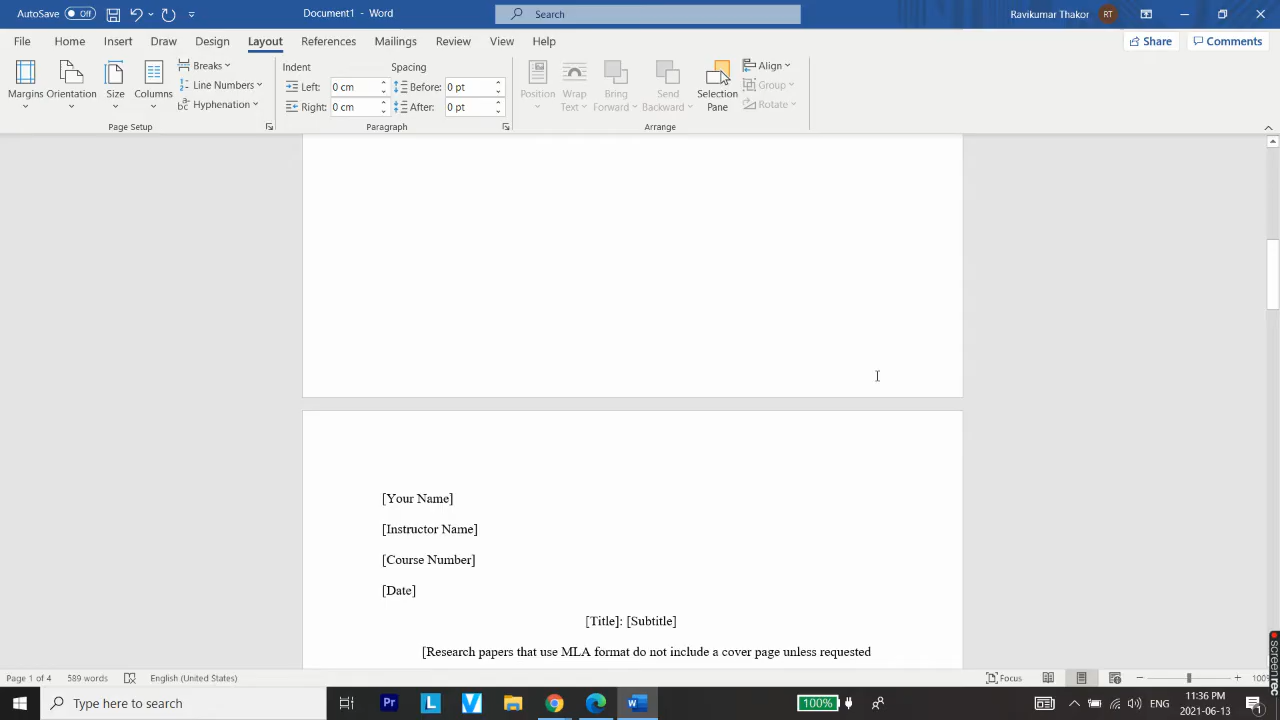 AutoSave Off Document1 - Word Search Ravikumar Thakor RT
File Home Insert Draw Design Layout References Mailings Review View Help Share Comments
Margins Orientation Size Columns Breaks Line Numbers Hyphenation
Page Setup
Indent Spacing
Left: 0 cm Before: 0 pt
Right: 0 cm After: 0 pt
Paragraph
Position Wrap Text Bring Forward Send Backward Selection Pane Align Group Rotate
Arrange
[Your Name]
[Instructor Name]
[Course Number]
[Date]
[Title]: [Subtitle]
[Research papers that use MLA format do not include a cover page unless requested
Page 1 of 4 589 words English (United States) Focus 100%
Type here to search Pr L V 100% ENG 11:36 PM
2021-06-13 1